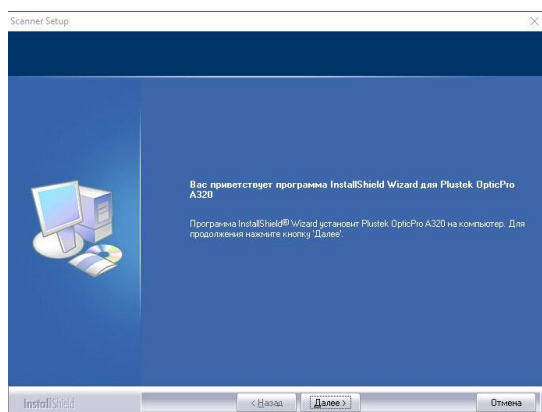 Scanner Setup
Вас приветствует программа InstallShield Wizard для Plustek OpticPro
A320
Программа InstallShield® Wizard установит Plustek OpticPro A320 на компьютер. Для
продолжения нажмите кнопку 'Далее'.
InstallShield
< Назад
Далее >
Отмена